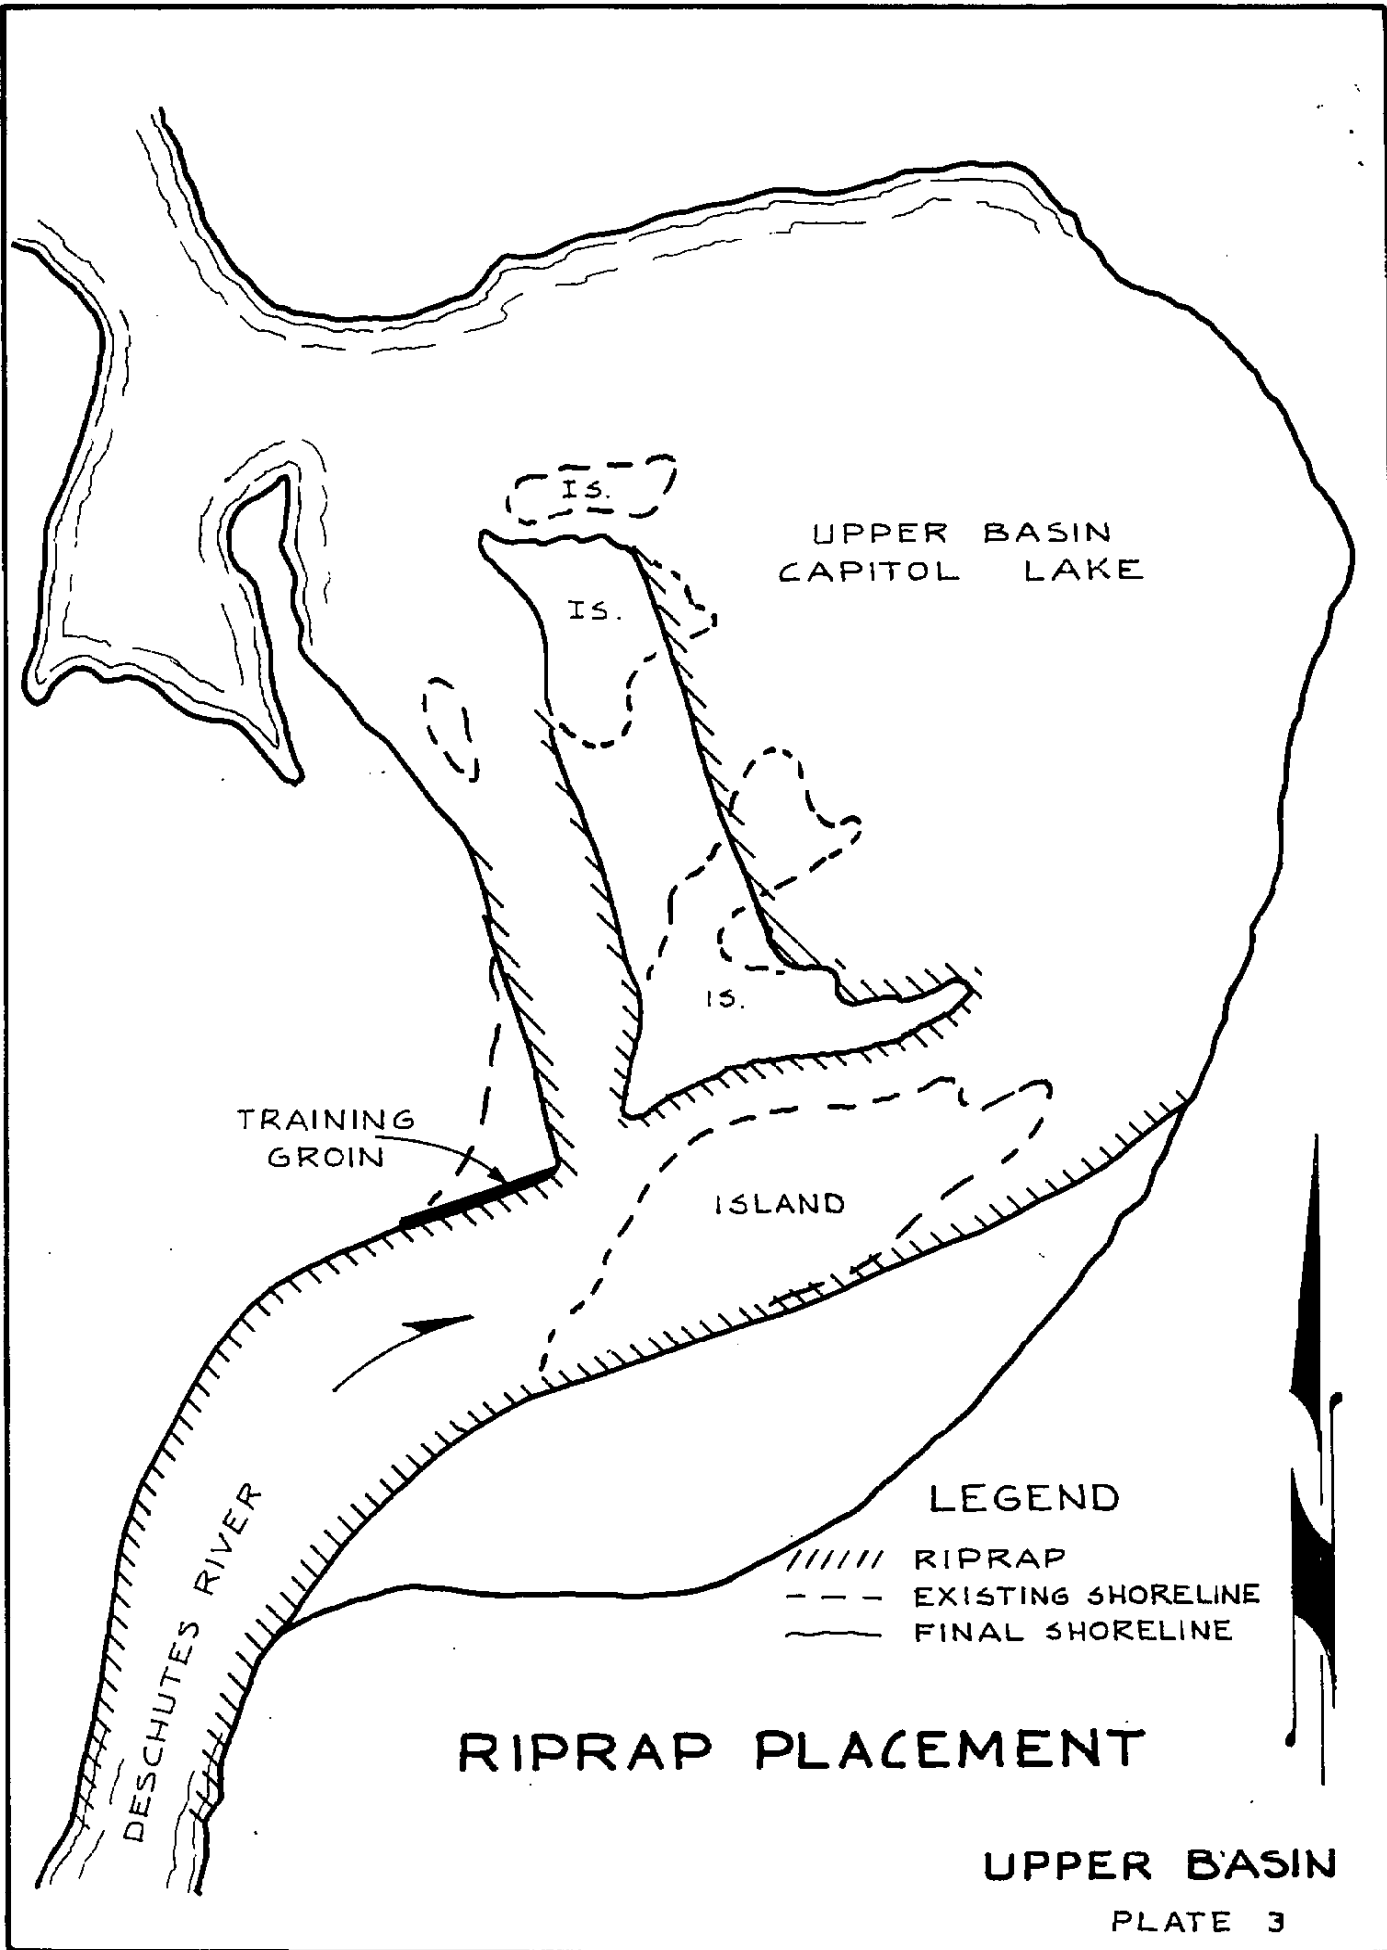 IS.
UPPER BASIN
CAPITOL LAKE
IS.
IS.
TRAINING
GROIN
ISLAND
DESCHUTES RIVER
LEGEND
RIPRAP
EXISTING SHORELINE
FINAL SHORELINE
RIPRAP PLACEMENT
UPPER BASIN
PLATE 3